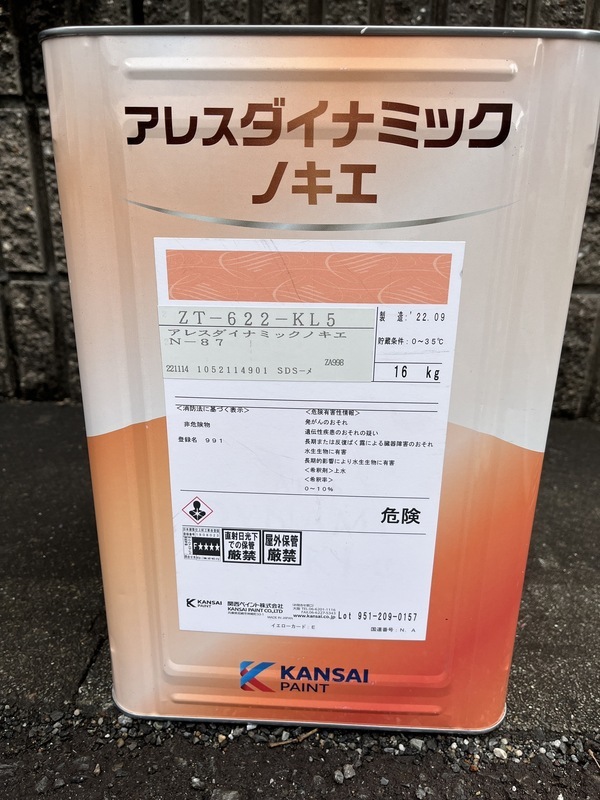 アレスダイナミック
ノキエ
ZT-622-KL5
アレスダイナミックノキエ
N-87
ZA998
221114 1052114901 SDS-メ
製 造:'22.09
貯蔵条件:0~35℃
16 kg
<消防法に基づく表示>
非危険物
登録名 991
<危険有害性情報>
発がんのおそれ
遺伝性疾患のおそれの疑い
長期または反復ばく露による臓器障害のおそれ
水生生物に有害
長期的影響により水生生物に有害
<希釈剤>上水
<希釈率>
0~10%
危険
F★★★★
直射日光下
での保管
厳禁
屋外保管
厳禁
KANSAI
PAINT
関西ペイント株式会社
KANSAI PAINT CO.,LTD
MADE IN JAPAN
www.kansai.co.jp
Lot 951-209-0157
イエローカード:E
国連番号:N.A
KANSAI
PAINT